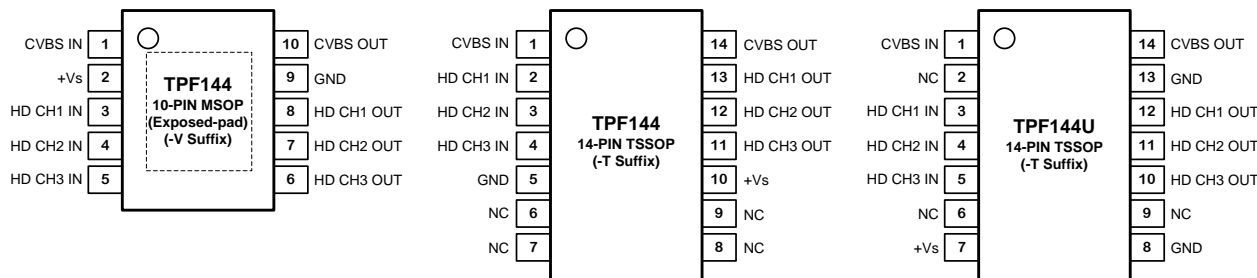 CVBS IN 1
+Vs 2
HD CH1 IN 3
HD CH2 IN 4
HD CH3 IN 5
TPF144
10-PIN MSOP
(Exposed-pad)
(-V Suffix)
10 CVBS OUT
9 GND
8 HD CH1 OUT
7 HD CH2 OUT
6 HD CH3 OUT
CVBS IN 1
HD CH1 IN 2
HD CH2 IN 3
HD CH3 IN 4
GND 5
NC 6
NC 7
TPF144
14-PIN TSSOP
(-T Suffix)
14 CVBS OUT
13 HD CH1 OUT
12 HD CH2 OUT
11 HD CH3 OUT
10 +Vs
9 NC
8 NC
CVBS IN 1
NC 2
HD CH1 IN 3
HD CH2 IN 4
HD CH3 IN 5
NC 6
+Vs 7
TPF144U
14-PIN TSSOP
(-T Suffix)
14 CVBS OUT
13 GND
12 HD CH1 OUT
11 HD CH2 OUT
10 HD CH3 OUT
9 NC
8 GND